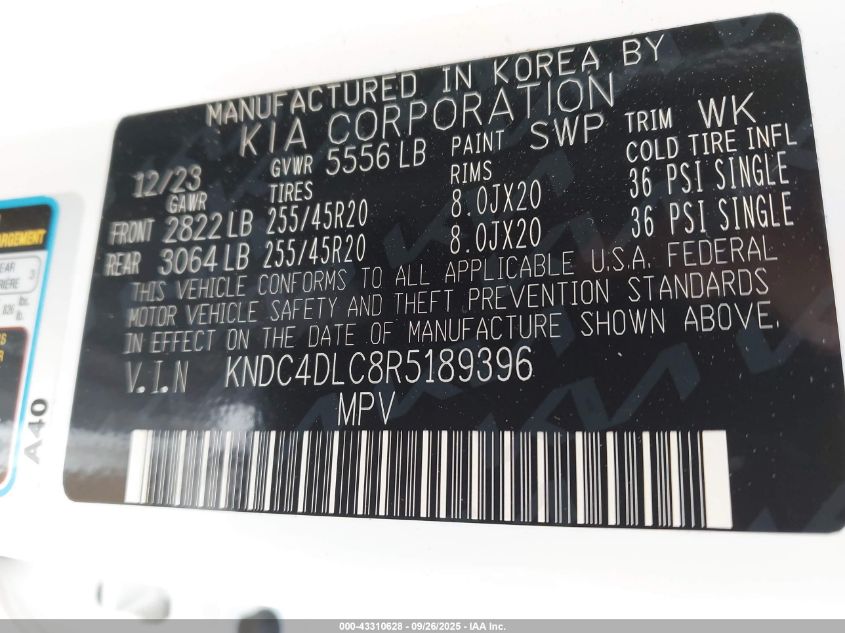 MANUFACTURED IN KOREA BY
KIA CORPORATION
12/23 GVWR 5556 LB PAINT SWP TRIM WK
GAWR TIRES RIMS COLD TIRE INFL
FRONT 2822 LB 255/45R20 8.0JX20 36 PSI SINGLE
REAR 3064 LB 255/45R20 8.0JX20 36 PSI SINGLE
THIS VEHICLE CONFORMS TO ALL APPLICABLE U.S.A. FEDERAL
MOTOR VEHICLE SAFETY AND THEFT PREVENTION STANDARDS
IN EFFECT ON THE DATE OF MANUFACTURE SHOWN ABOVE.
V.I.N KNDC4DLC8R5189396
MPV
A40
000-43310628 - 09/26/2025 - IAA Inc.